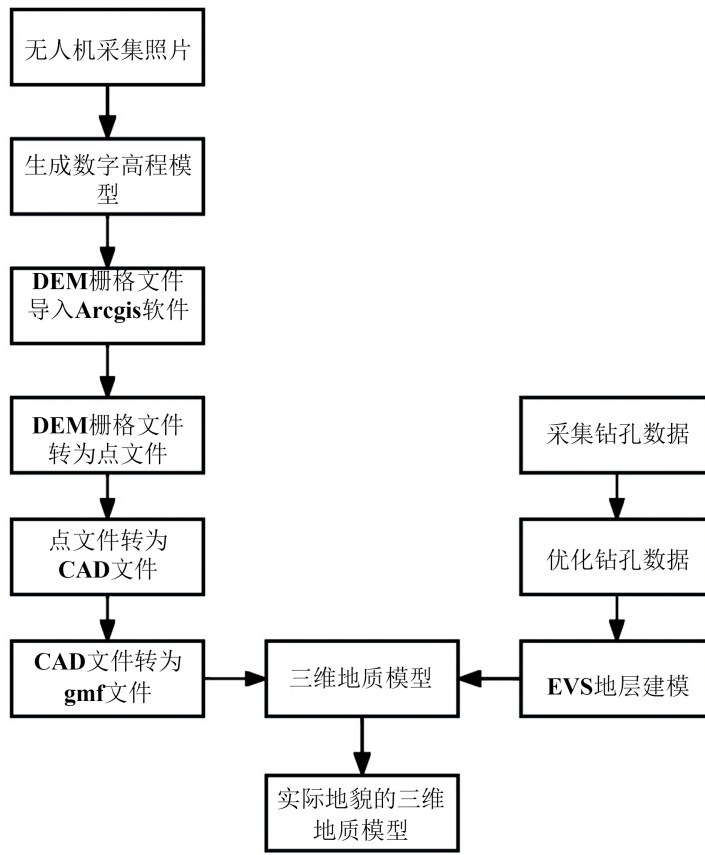 无人机采集照片
生成数字高程模
型
DEM栅格文件
导入Arcgis软件
DEM栅格文件
转为点文件
点文件转为
CAD文件
CAD文件转为
gmf文件
采集钻孔数据
优化钻孔数据
EVS地层建模
三维地质模型
实际地貌的三维
地质模型